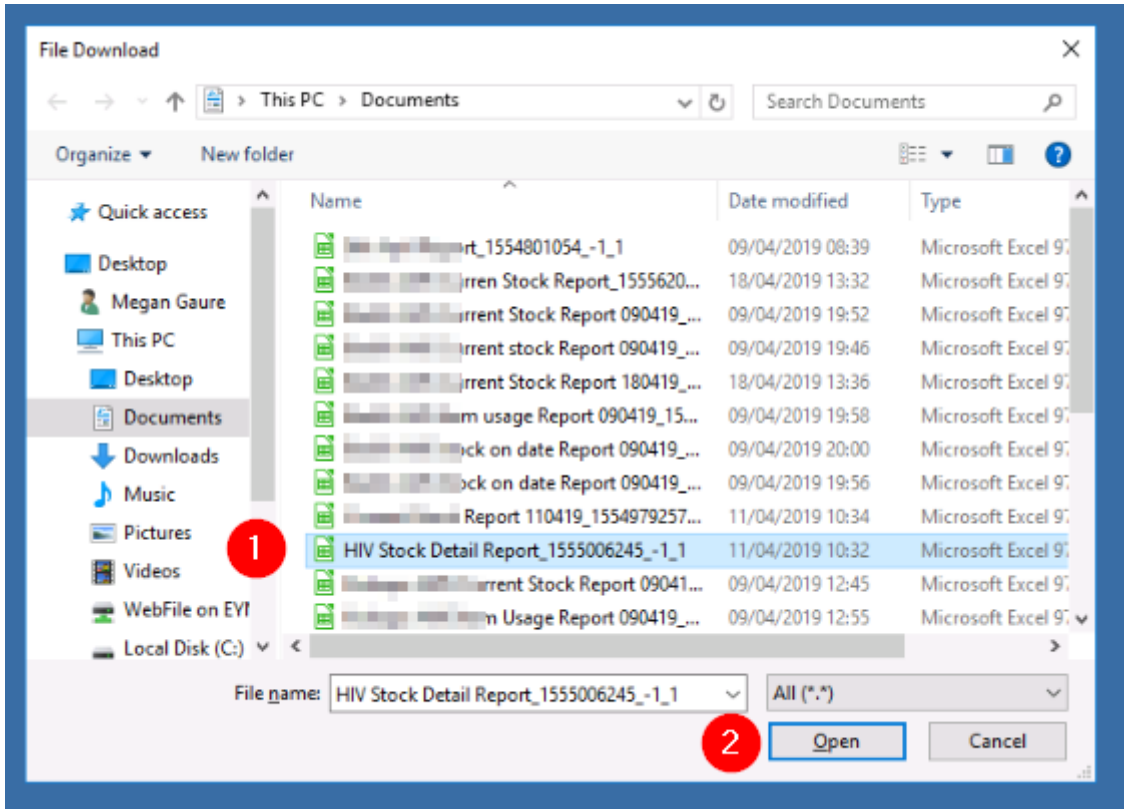 File Download
This PC > Documents
Search Documents
Organize
New folder
Quick access
Desktop
Megan Gaure
This PC
Desktop
Documents
Downloads
Music
Pictures
Videos
WebFile on
Local Disk (C:)
Name Date modified Type
_1554801054_-1_1 09/04/2019 08:39 Microsoft Excel 97
Stock Report_1555620... 18/04/2019 13:32 Microsoft Excel 97
Stock Report 090419_... 09/04/2019 19:52 Microsoft Excel 97
stock Report 090419_... 09/04/2019 19:46 Microsoft Excel 97
Stock Report 180419_... 18/04/2019 13:36 Microsoft Excel 97
usage Report 090419_15... 09/04/2019 19:58 Microsoft Excel 97
on date Report 090419_... 09/04/2019 20:00 Microsoft Excel 97
on date Report 090419_... 09/04/2019 19:56 Microsoft Excel 97
Report 110419_1554979257... 11/04/2019 10:34 Microsoft Excel 97
1
HIV Stock Detail Report_1555006245_-1_1 11/04/2019 10:32 Microsoft Excel 97
Stock Report 09041... 09/04/2019 12:45 Microsoft Excel 97
Usage Report 090419_... 09/04/2019 12:55 Microsoft Excel 97
File name: HIV Stock Detail Report_1555006245_-1_1 All (*.*)
2
Open Cancel